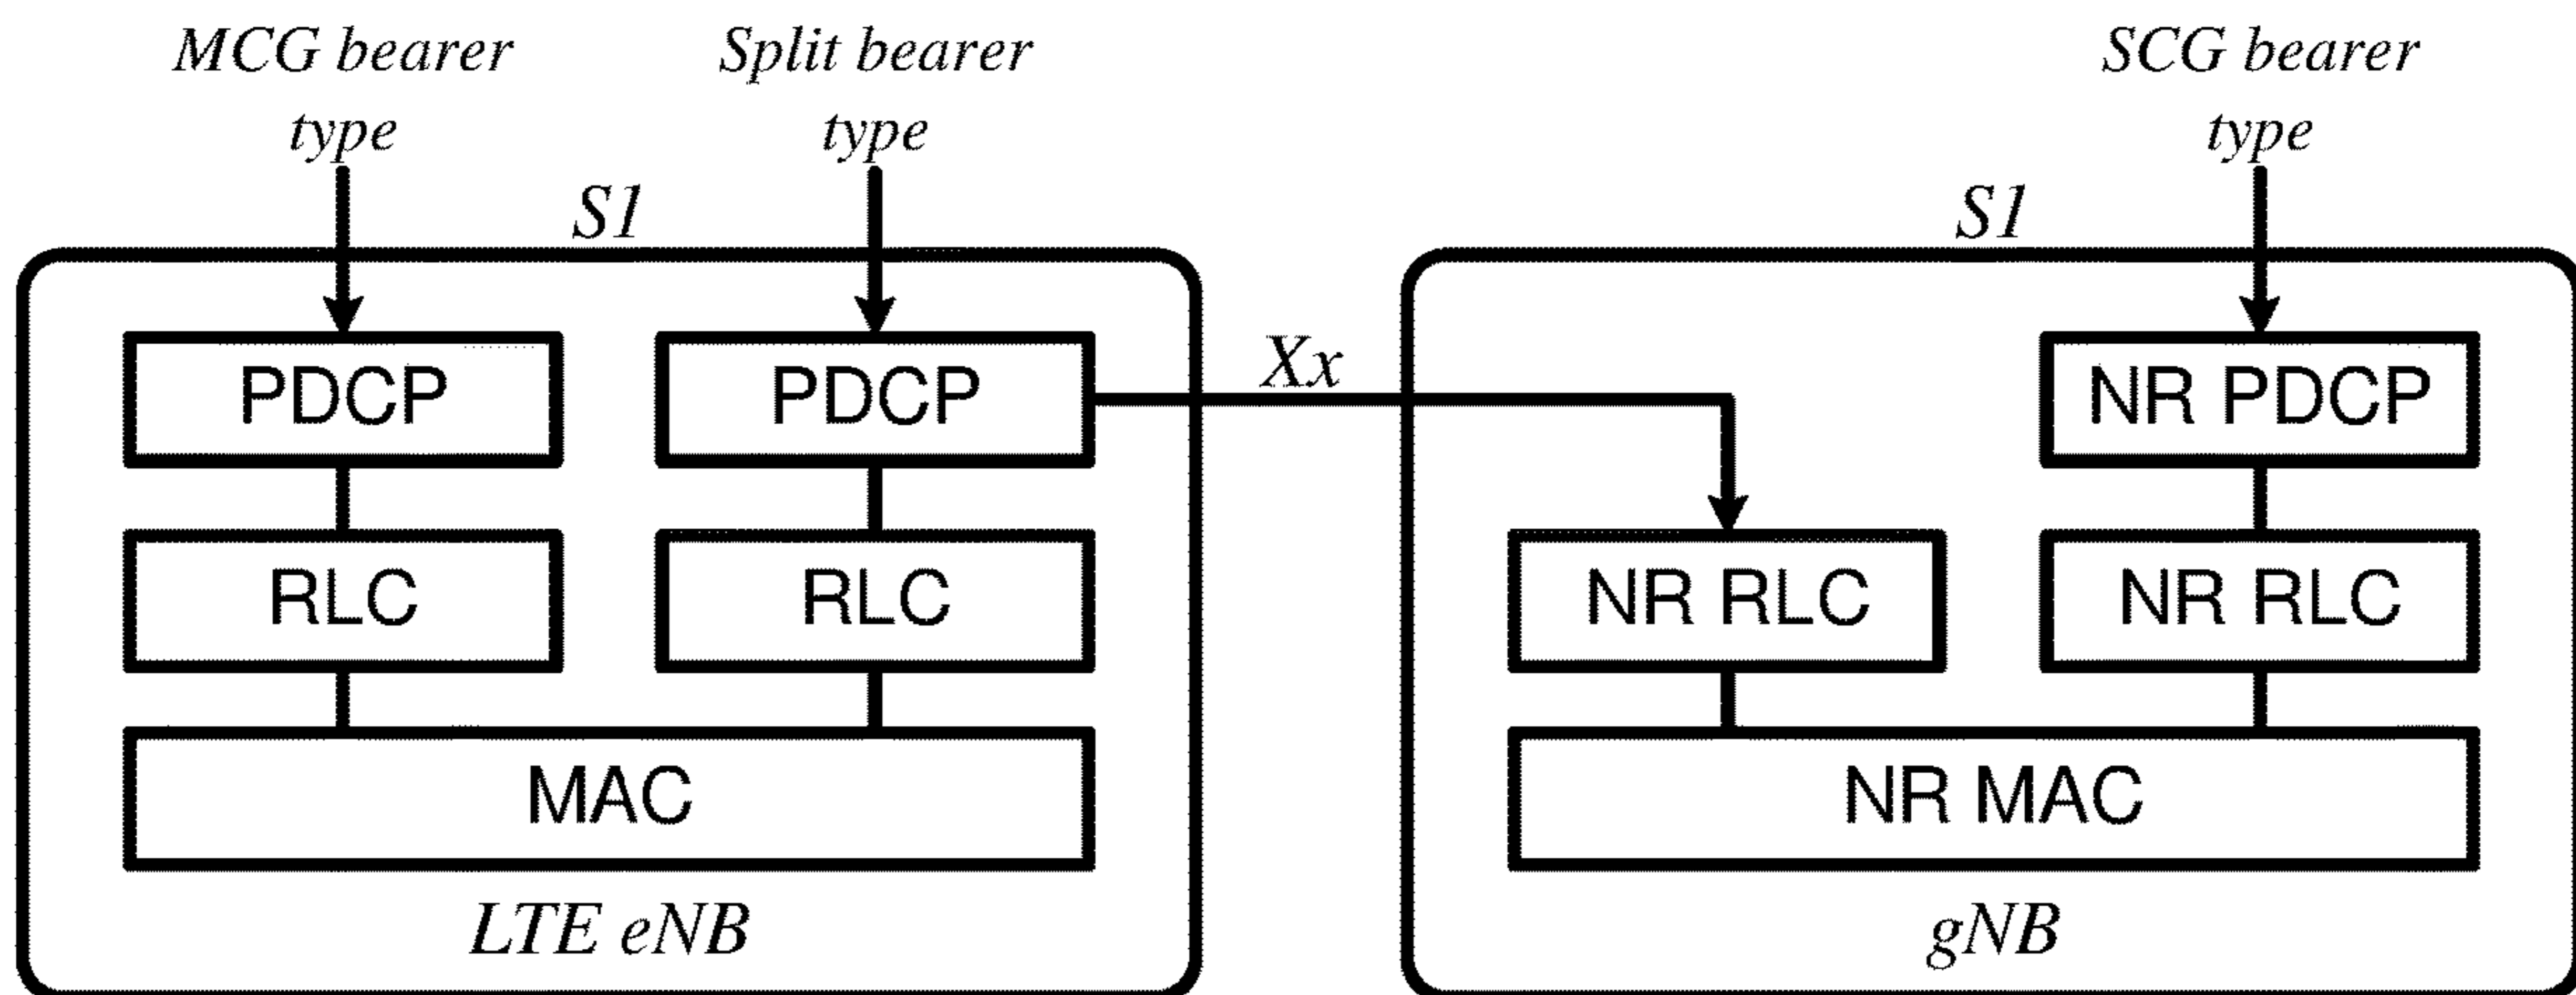 MCG bearer
type
Split bearer
type
SCG bearer
type
S1
S1
Xx
PDCP
PDCP
NR PDCP
RLC
RLC
NR RLC
NR RLC
MAC
NR MAC
LTE eNB
gNB